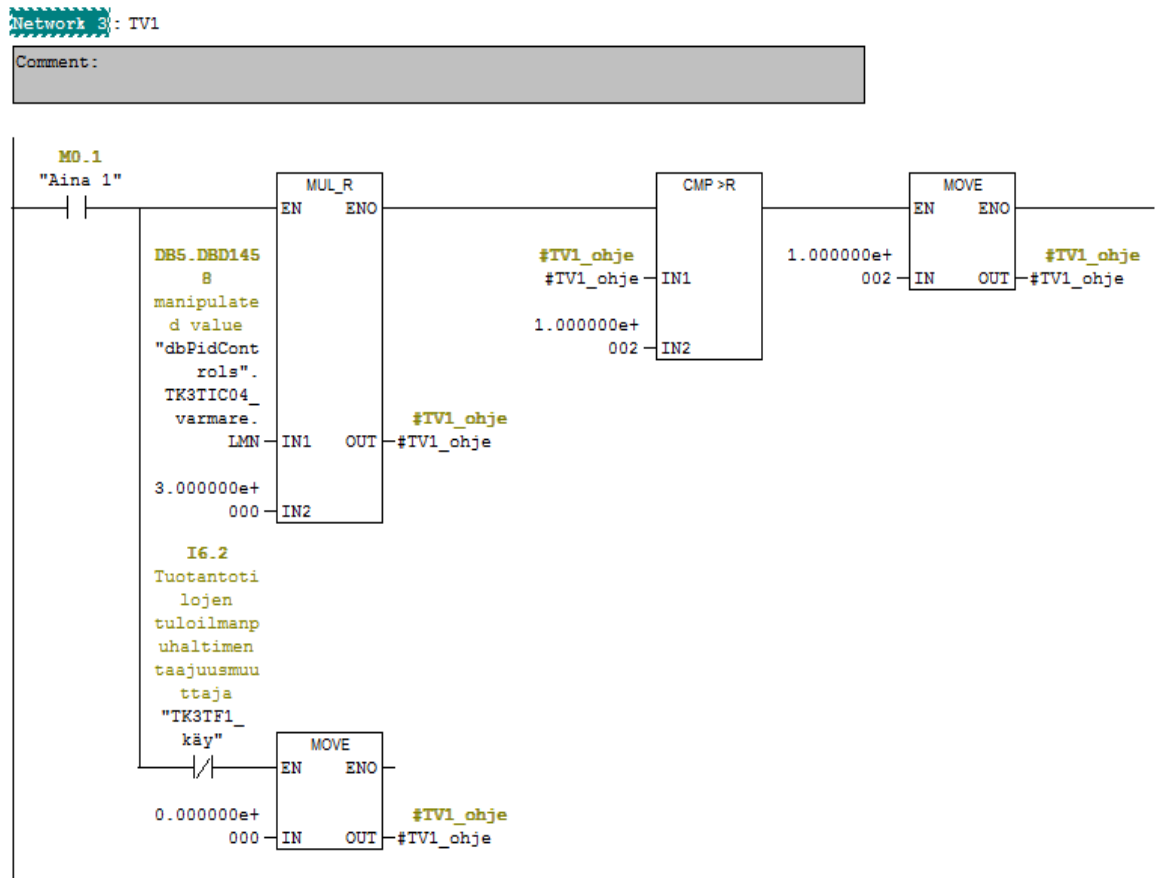 Network 3: TV1
Comment:
M0.1
"Aina 1"
MUL_R
EN ENO
DB5.DBD145
8
manipulate
d value
"dbPidCont
rols".
TK3TIC04_
varmare.
LMN
IN1 OUT
#TV1_ohje
#TV1_ohje
3.000000e+
000
IN2
CMP >R
#TV1_ohje
#TV1_ohje
IN1
1.000000e+
002
IN2
MOVE
EN ENO
1.000000e+
002
IN OUT
#TV1_ohje
#TV1_ohje
I6.2
Tuotantoti
lojen
tuloilmanp
uhaltimen
taajuusmuu
ttaja
"TK3TF1_
käy"
MOVE
EN ENO
0.000000e+
000
IN OUT
#TV1_ohje
#TV1_ohje